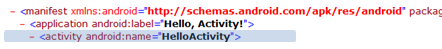 - <manifest xmlns:android="http://schemas.android.com/apk/res/android" packag
- <application android:label="Hello, Activity!">
- <activity android:name="HelloActivity">